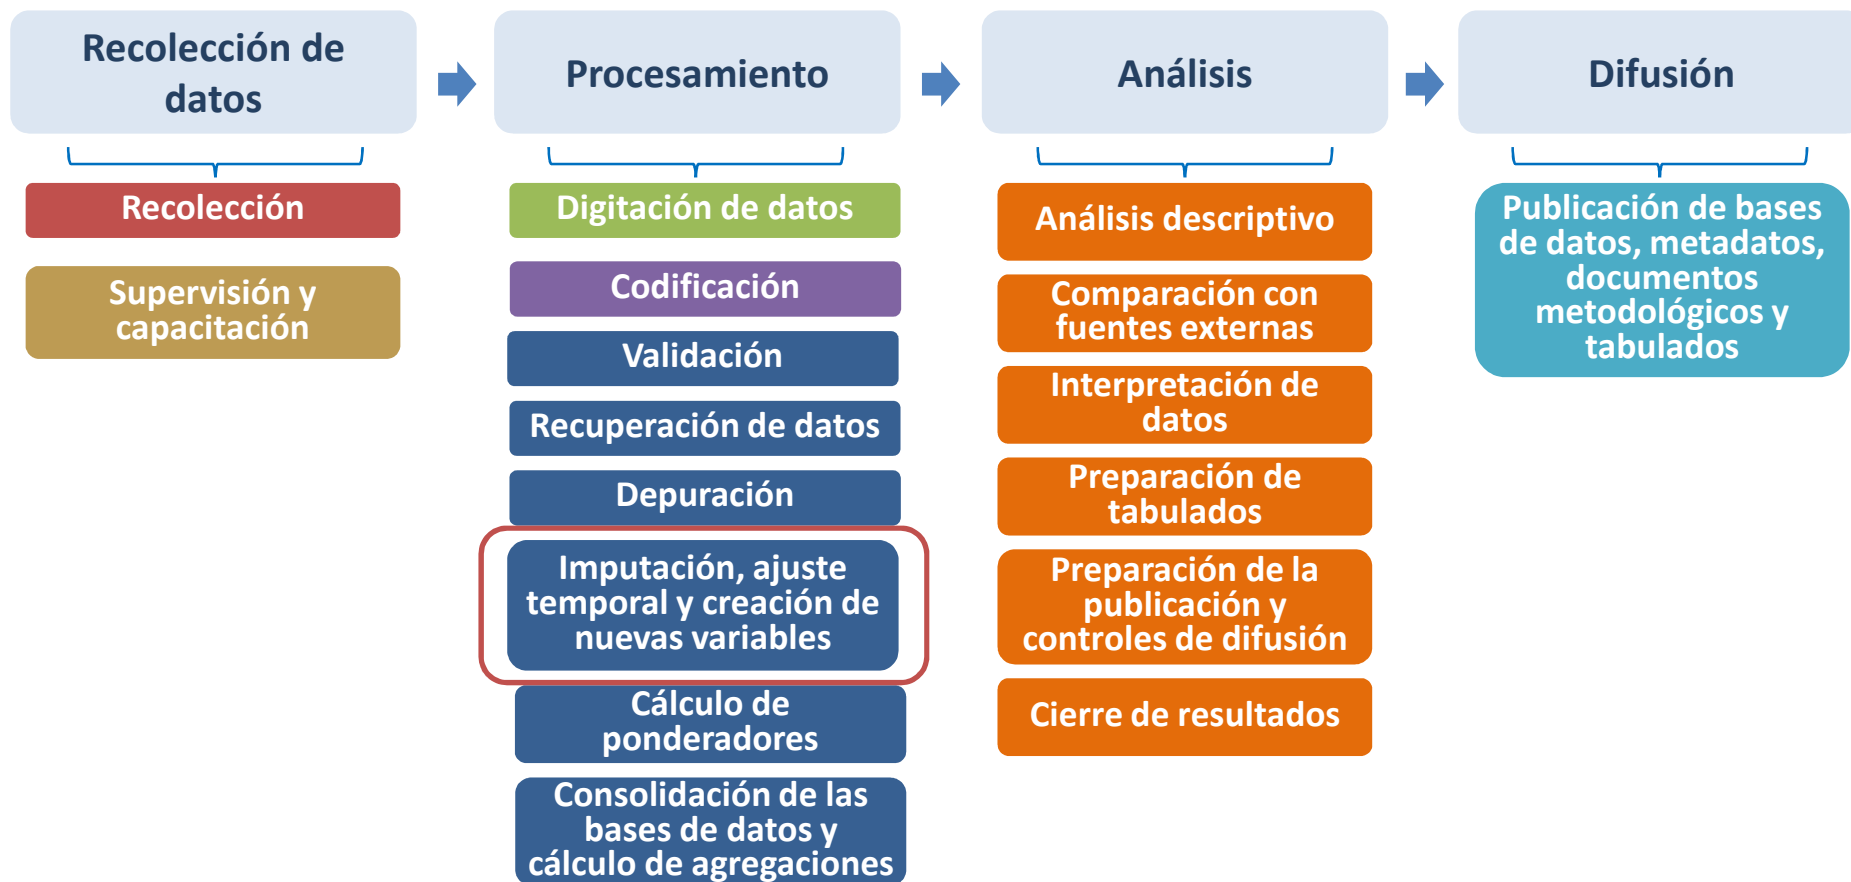 Recolección de
datos
Procesamiento
Análisis
Difusión
Recolección
Supervisión y
capacitación
Digitación de datos
Codificación
Validación
Recuperación de datos
Depuración
Imputación, ajuste
temporal y creación de
nuevas variables
Cálculo de
ponderadores
Consolidación de las
bases de datos y
cálculo de agregaciones
Análisis descriptivo
Comparación con
fuentes externas
Interpretación de
datos
Preparación de
tabulados
Preparación de la
publicación y
controles de difusión
Cierre de resultados
Publicación de bases
de datos, metadatos,
documentos
metodológicos y
tabulados